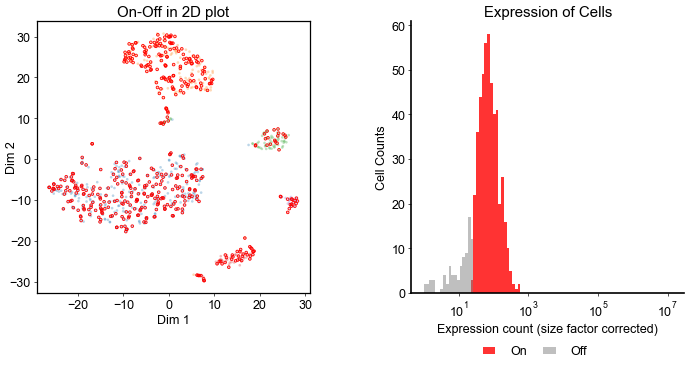 On-Off in 2D plot
30
20
10
0
−10
−20
−30
Dim 2
−20 −10 0 10 20 30
Dim 1
Expression of Cells
60
50
40
30
20
10
0
Cell Counts
10^1 10^3 10^5 10^7
Expression count (size factor corrected)
On Off